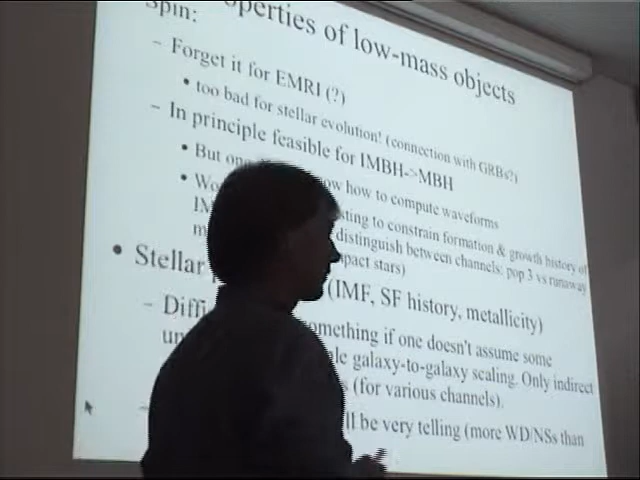 operties of low-mass objects
Spin:
– Forget it for EMRI (?)
• too bad for stellar evolution! (connection with GRBs?)
– In principle feasible for IMBH->MBH
• But one how to compute waveforms
• Wo ting to constrain formation & growth history of
IM distinguish between channels: pop 3 vs runaway
m pact stars)
• Stellar (IMF, SF history, metallicity)
– Diffi omething if one doesn't assume some
un le galaxy-to-galaxy scaling. Only indirect
s (for various channels).
– ll be very telling (more WD/NSs than